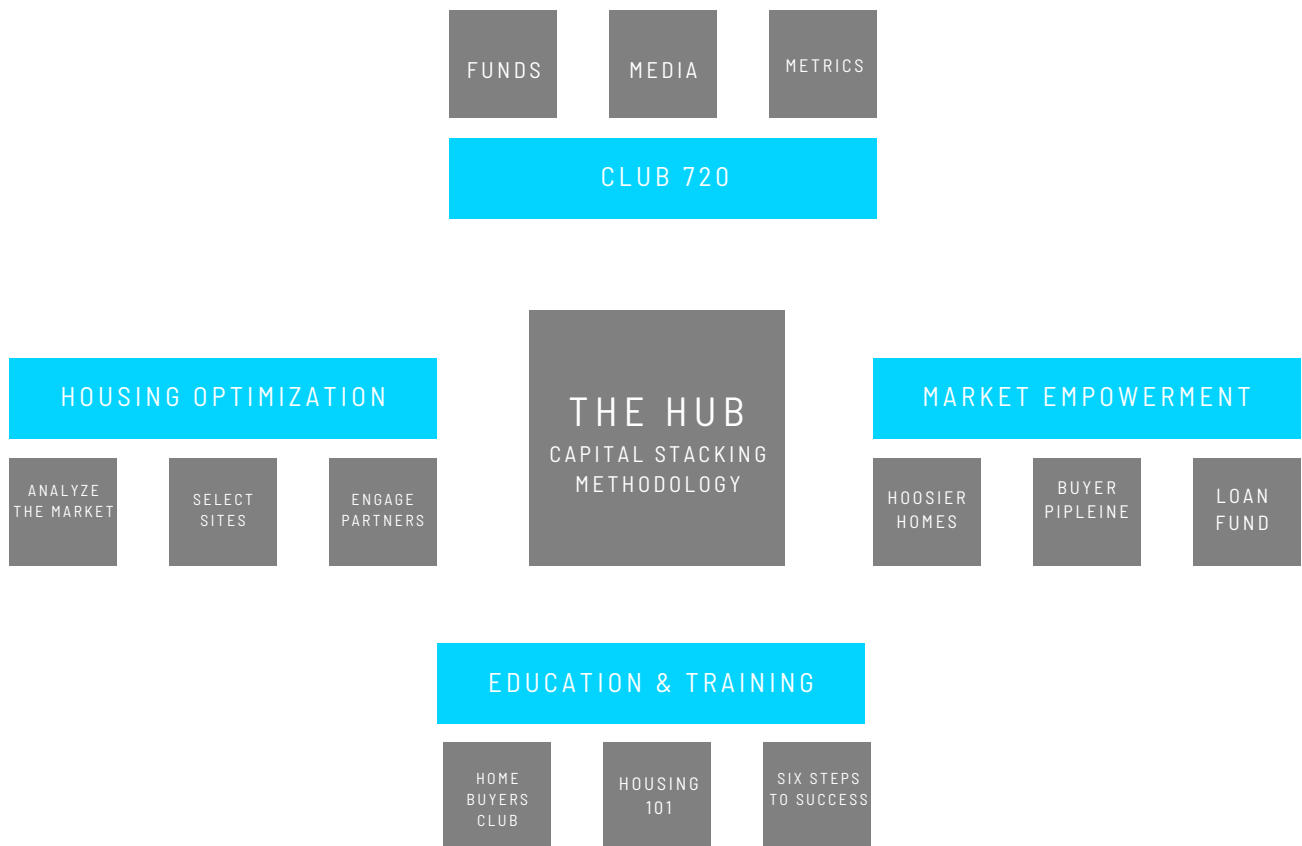 FUNDS
MEDIA
METRICS
CLUB 720
THE HUB
CAPITAL STACKING
METHODOLOGY
HOUSING OPTIMIZATION
ANALYZE
THE MARKET
SELECT
SITES
ENGAGE
PARTNERS
MARKET EMPOWERMENT
HOOSIER
HOMES
BUYER
PIPLEINE
LOAN
FUND
EDUCATION & TRAINING
HOME
BUYERS
CLUB
HOUSING
101
SIX STEPS
TO SUCCESS